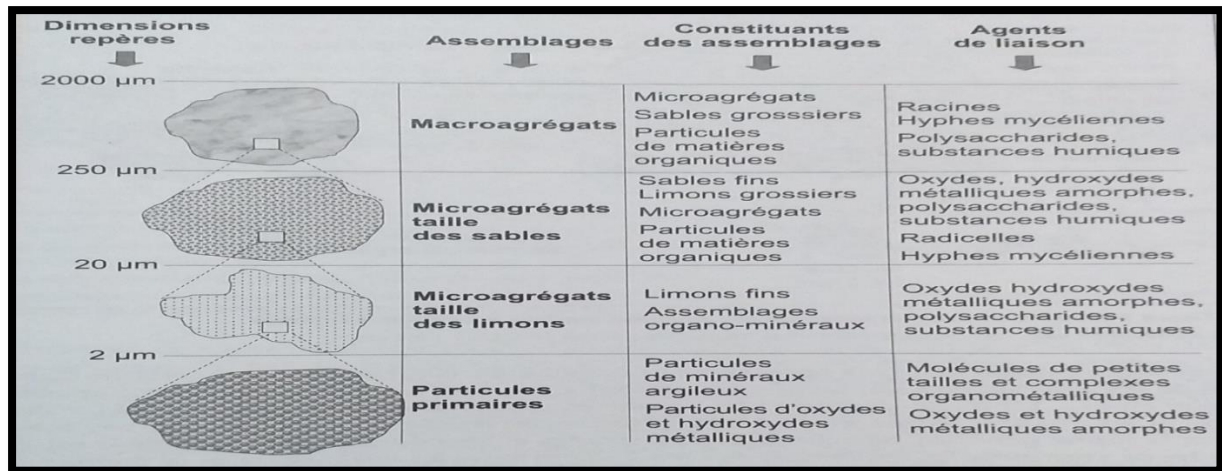 Dimensions
repères
Assemblages
Constituants
des assemblages
Agents
de liaison
2000 µm
Macroagrégats
Microagrégats
Sables grosssiers
Particules
de matières
organiques
Racines
Hyphes mycéliennes
Polysaccharides,
substances humiques
250 µm
Microagrégats
taille
des sables
Sables fins
Limons grossiers
Microagrégats
Particules
de matières
organiques
Oxydes, hydroxydes
métalliques amorphes,
polysaccharides,
substances humiques
Radicelles
Hyphes mycéliennes
20 µm
Microagrégats
taille
des limons
Limons fins
Assemblages
organo-minéraux
Oxydes hydroxydes
métalliques amorphes,
polysaccharides,
substances humiques
2 µm
Particules
primaires
Particules
de minéraux
argileux
Particules d'oxydes
et hydroxydes
métalliques
Molécules de petites
tailles et complexes
organométalliques
Oxydes et hydroxydes
métalliques amorphes